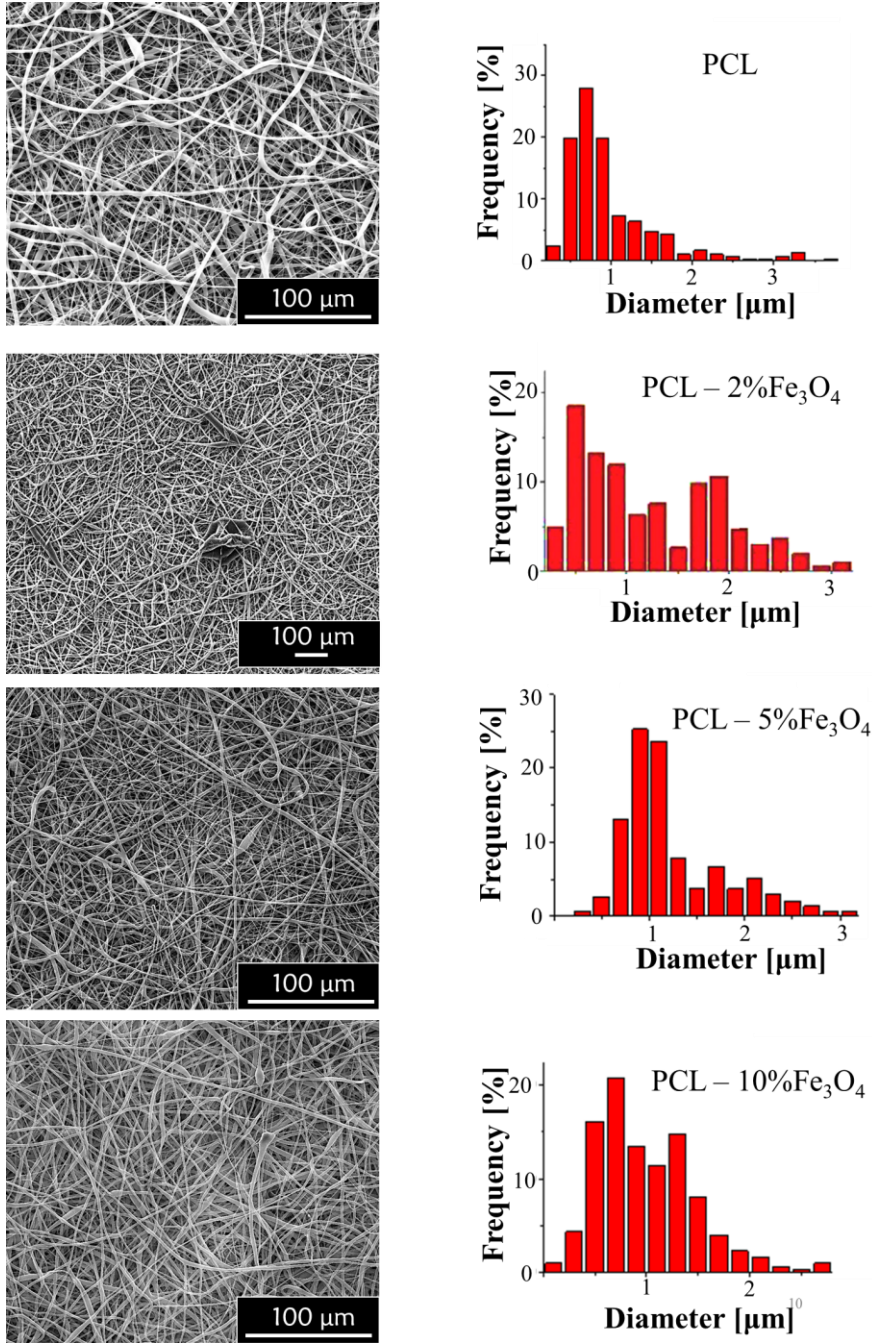 100 µm
PCL
Frequency [%]
30
20
10
0
1
2
3
Diameter [µm]
100 µm
PCL – 2%Fe₃O₄
Frequency [%]
20
10
0
1
2
3
Diameter [µm]
100 µm
PCL – 5%Fe₃O₄
Frequency [%]
30
20
10
0
1
2
3
Diameter [µm]
100 µm
PCL – 10%Fe₃O₄
Frequency [%]
20
10
0
1
2
Diameter [µm]
10